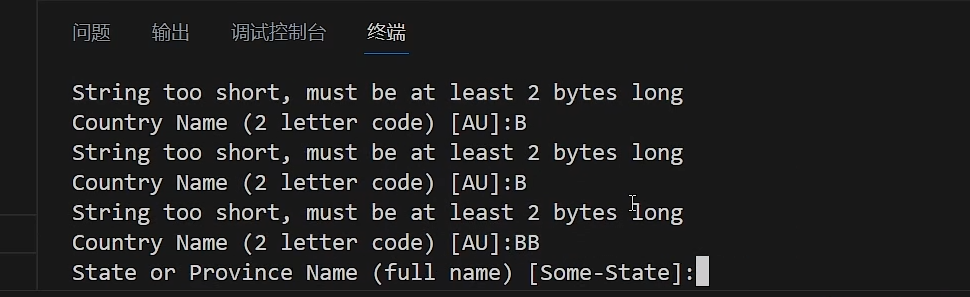 问题 输出 调试控制台 终端
String too short, must be at least 2 bytes long
Country Name (2 letter code) [AU]:B
String too short, must be at least 2 bytes long
Country Name (2 letter code) [AU]:B
String too short, must be at least 2 bytes long
Country Name (2 letter code) [AU]:BB
State or Province Name (full name) [Some-State]: